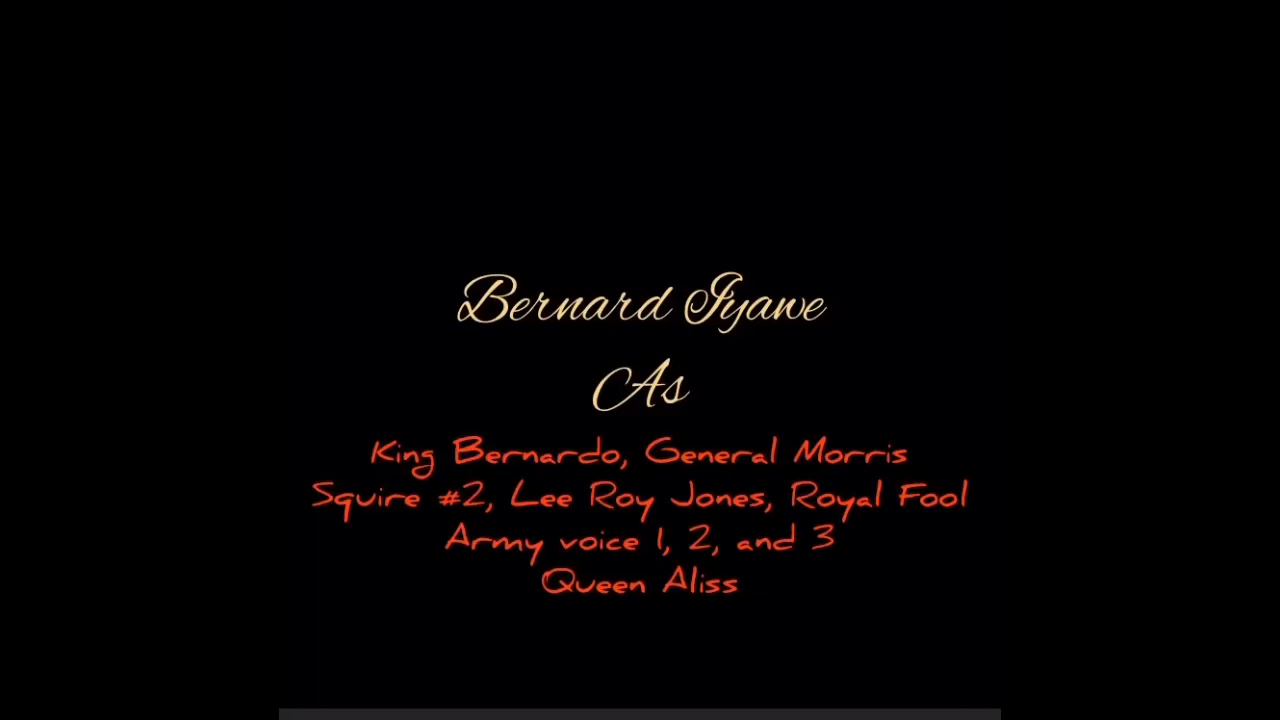 Bernard Iyawe
As
King Bernardo, General Morris
Squire #2, Lee Roy Jones, Royal Fool
Army voice 1, 2, and 3
Queen Aliss